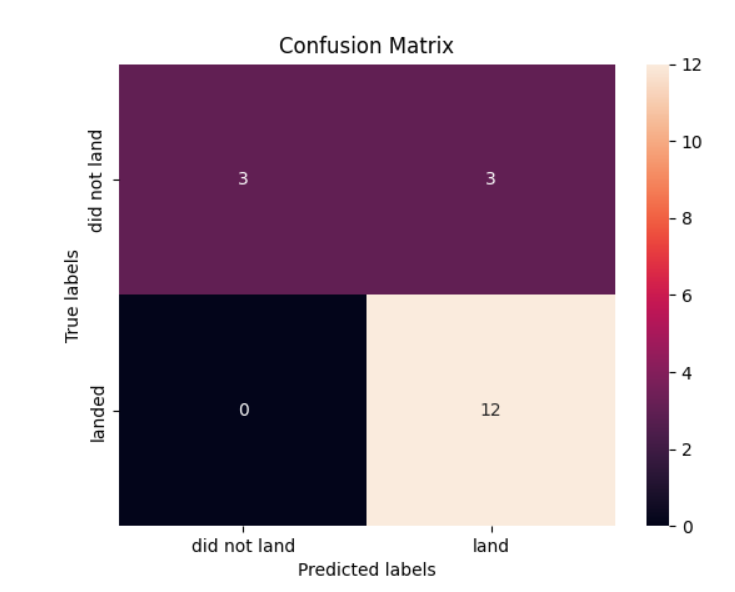 Confusion Matrix
True labels
did not land
landed
3
3
0
12
did not land
land
Predicted labels
12
10
8
6
4
2
0